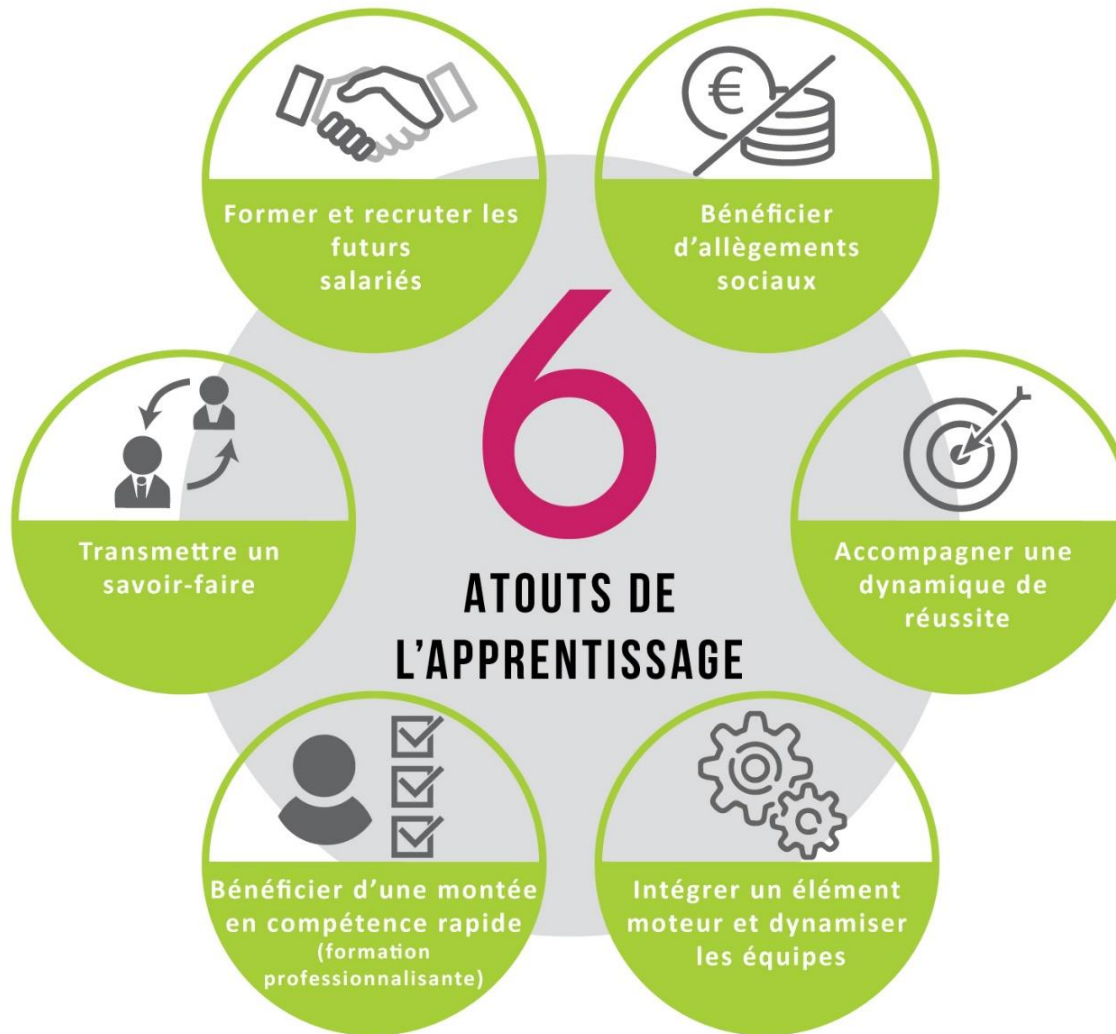 Former et recruter les
futurs
salariés
Bénéficier
d'allègements
sociaux
€
6
ATOUTS DE
L'APPRENTISSAGE
Transmettre un
savoir-faire
Accompagner une
dynamique de
réussite
Bénéficier d'une montée
en compétence rapide
(formation
professionnalisante)
Intégrer un élément
moteur et dynamiser
les équipes